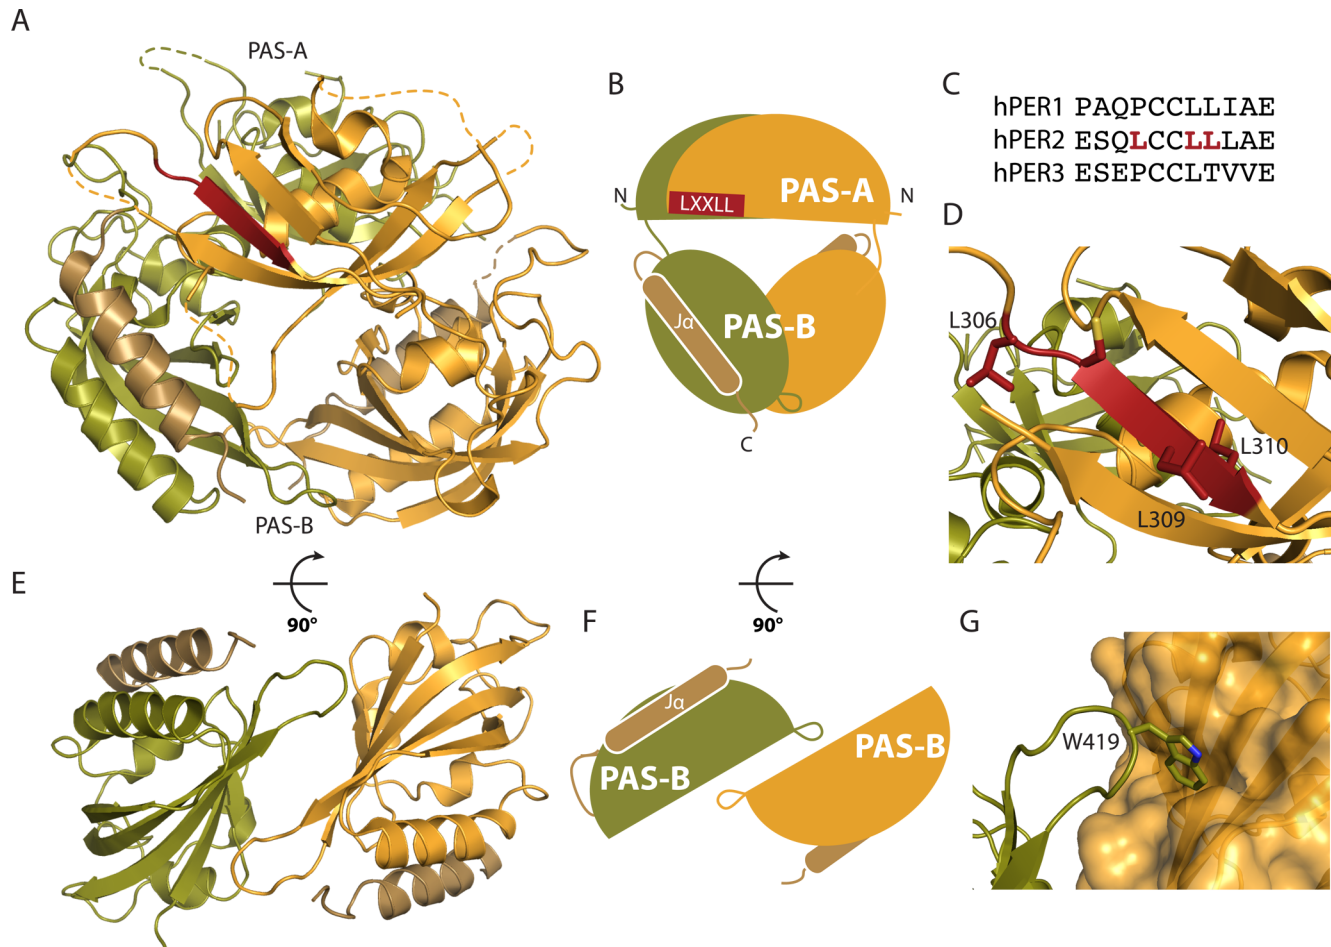 A
PAS-A
PAS-B
B
N
N
PAS-A
LXXLL
Jα
PAS-B
C
C
hPER1 PAQPCCLLIAE
hPER2 ESQLCCLLLAE
hPER3 ESEPCCLTVVE
D
L306
L310
L309
E
90°
F
90°
Jα
PAS-B
PAS-B
G
W419